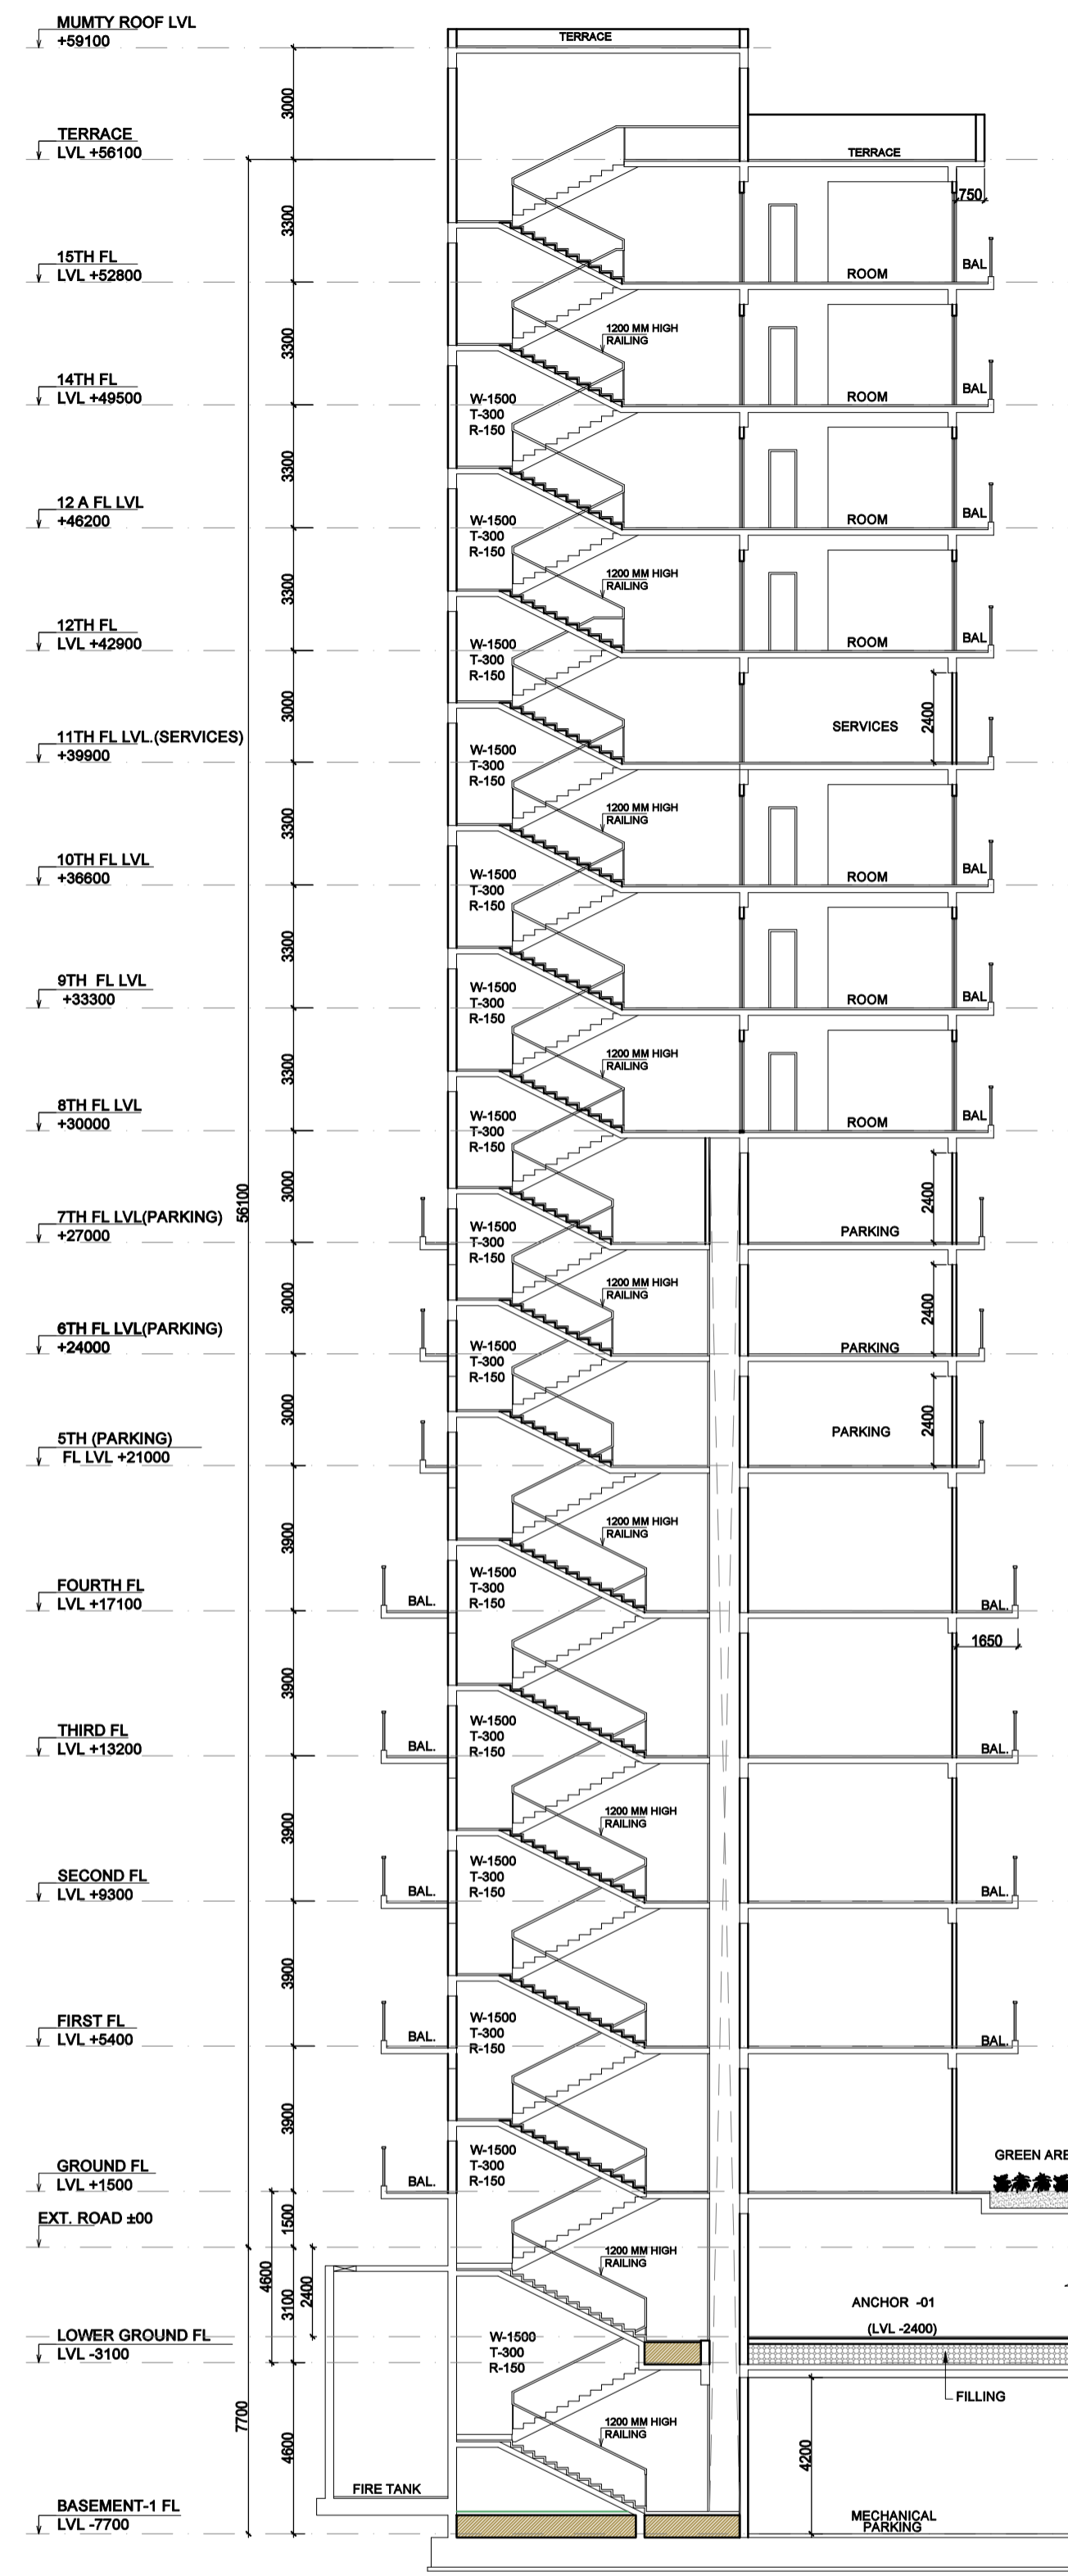 MUMTY ROOF LVL
+59100
TERRACE
3000
TERRACE
LVL +56100
TERRACE
750
3300
15TH FL
LVL +52800
ROOM
BAL
1200 MM HIGH
RAILING
3300
14TH FL
LVL +49500
W-1500
T-300
R-150
ROOM
BAL
3300
12 A FL LVL
+46200
W-1500
T-300
R-150
ROOM
BAL
1200 MM HIGH
RAILING
3300
12TH FL
LVL +42900
W-1500
T-300
R-150
ROOM
BAL
3000
2400
11TH FL LVL.(SERVICES)
+39900
SERVICES
W-1500
T-300
R-150
1200 MM HIGH
RAILING
3300
10TH FL LVL
+36600
W-1500
T-300
R-150
ROOM
BAL
3300
9TH FL LVL
+33300
W-1500
T-300
R-150
ROOM
BAL
1200 MM HIGH
RAILING
3300
8TH FL LVL
+30000
W-1500
T-300
R-150
ROOM
BAL
3000
2400
56100
7TH FL LVL(PARKING)
+27000
W-1500
T-300
R-150
PARKING
1200 MM HIGH
RAILING
3000
2400
6TH FL LVL(PARKING)
+24000
W-1500
T-300
R-150
PARKING
3000
2400
5TH (PARKING)
FL LVL +21000
PARKING
1200 MM HIGH
RAILING
3900
FOURTH FL
LVL +17100
BAL.
W-1500
T-300
R-150
BAL.
1650
3900
THIRD FL
LVL +13200
BAL.
W-1500
T-300
R-150
BAL.
1200 MM HIGH
RAILING
3900
SECOND FL
LVL +9300
BAL.
W-1500
T-300
R-150
BAL.
3900
FIRST FL
LVL +5400
BAL.
W-1500
T-300
R-150
BAL.
3900
GROUND FL
LVL +1500
BAL.
W-1500
T-300
R-150
GREEN ARE
EXT. ROAD ±00
1500
1200 MM HIGH
RAILING
4600
3100
2400
ANCHOR -01
(LVL -2400)
LOWER GROUND FL
LVL -3100
W-1500
T-300
R-150
FILLING
7700
4600
1200 MM HIGH
RAILING
4200
FIRE TANK
BASEMENT-1 FL
LVL -7700
MECHANICAL
PARKING